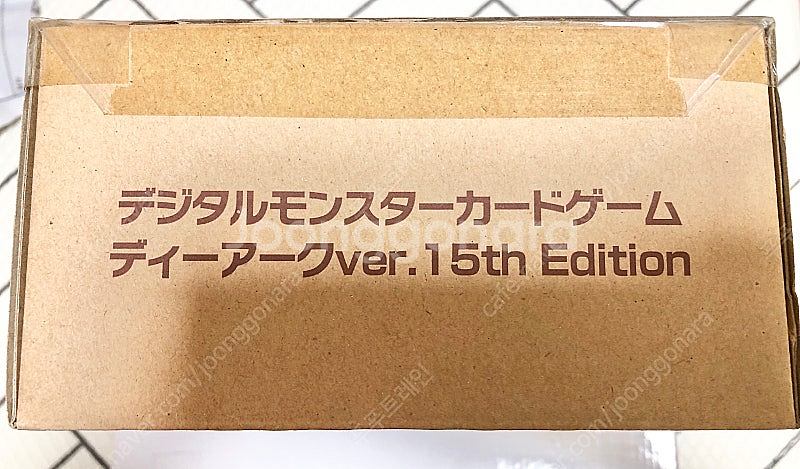 デジタルモンスターカードゲーム
ディーアークver.15th Edition
joonggonara